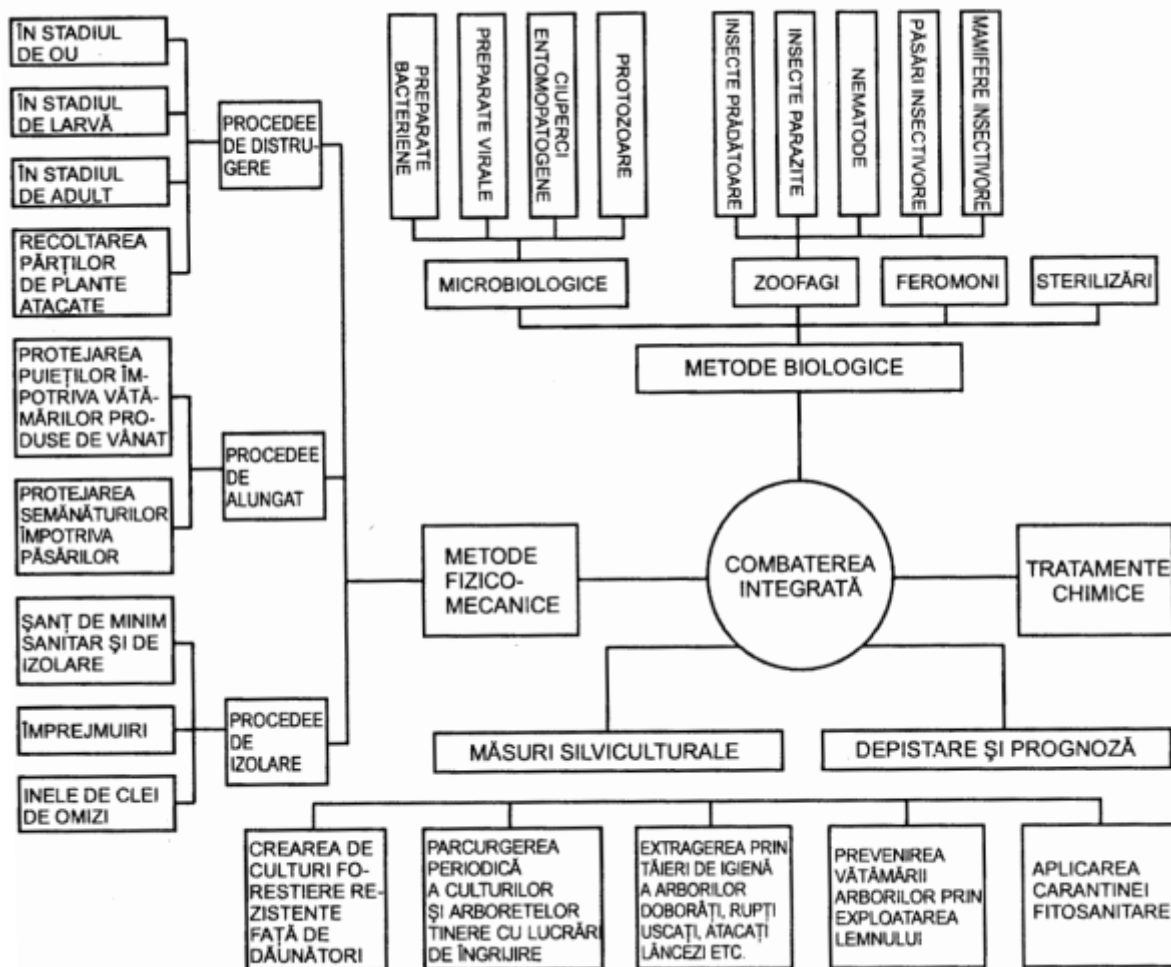 ÎN STADIUL
DE OU
ÎN STADIUL
DE LARVĂ
ÎN STADIUL
DE ADULT
RECOLTAREA
PĂRȚILOR
DE PLANTE
ATACATE
PROCEDEE
DE DISTRU-
GERE
PROTEJAREA
PUIEȚILOR ÎM-
POTRIVA VĂTĂ-
MĂRILOR PRO-
DUSE DE VÂNAT
PROTEJAREA
SEMĂNĂTURILOR
ÎMPOTRIVA
PĂSĂRILOR
PROCEDEE
DE
ALUNGAT
ȘANȚ DE MINIM
SANITAR ȘI DE
IZOLARE
ÎMPREJMUIRI
INELE DE CLEI
DE OMIZI
PROCEDEE
DE
IZOLARE
PREPARATE
BACTERIENE
PREPARATE VIRALE
CIUPERCI
ENTOMOPATOGENE
PROTOZOARE
INSECTE PRĂDĂTOARE
INSECTE PARAZITE
NEMATODE
PĂSĂRI INSECTIVORE
MAMIFERE INSECTIVORE
MICROBIOLOGICE
ZOOFAGI
FEROMONI
STERILIZĂRI
METODE BIOLOGICE
METODE
FIZICO-
MECANICE
COMBATEREA
INTEGRATĂ
TRATAMENTE
CHIMICE
MĂSURI SILVICULTURALE
DEPISTARE ȘI PROGNOZĂ
CREAREA DE
CULTURI FO-
RESTIERE RE-
ZISTENTE
FAȚĂ DE
DĂUNĂTORI
PARCURGEREA
PERIODICĂ
A CULTURILOR
ȘI ARBORETELOR
TINERE CU LUCRĂRI
DE ÎNGRIJIRE
EXTRAGEREA PRIN
TĂIERI DE IGIENĂ
A ARBORILOR
DOBORÂȚI, RUPȚI
USCAȚI, ATACAȚI
LÂNCEZI ETC.
PREVENIREA
VĂTĂMĂRII
ARBORILOR PRIN
EXPLOATAREA
LEMNULUI
APLICAREA
CARANTINEI
FITOSANITARE